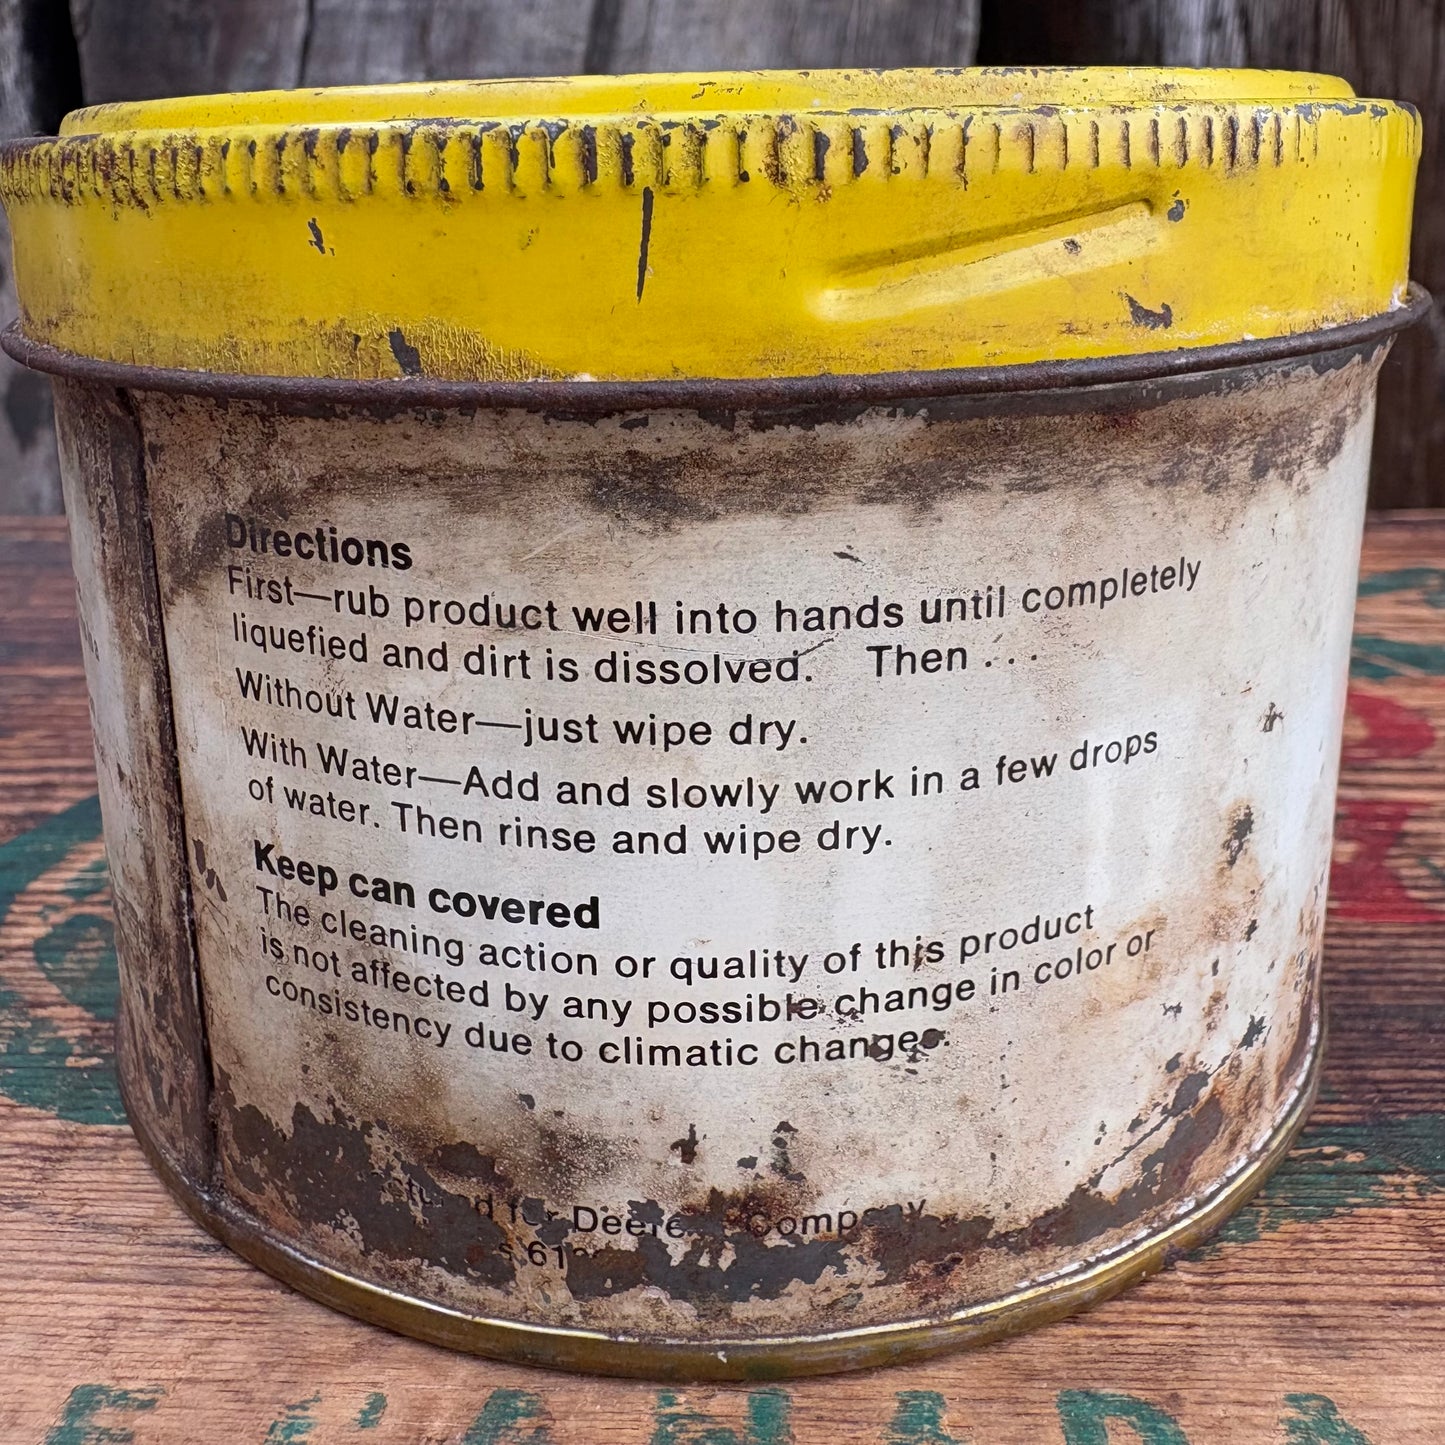 Directions
First—rub product well into hands until completely
liquefied and dirt is dissolved. Then . . .
Without Water—just wipe dry.
With Water—Add and slowly work in a few drops
of water. Then rinse and wipe dry.
Keep can covered
The cleaning action or quality of this product
is not affected by any possible change in color or
consistency due to climatic changes.
for Deere Company